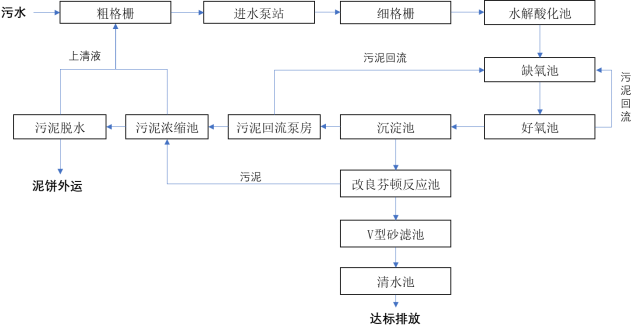 污水
粗格栅
进水泵站
细格栅
水解酸化池
上清液
污泥回流
缺氧池
污泥回流
污泥脱水
污泥浓缩池
污泥回流泵房
沉淀池
好氧池
泥饼外运
污泥
改良芬顿反应池
V型砂滤池
清水池
达标排放